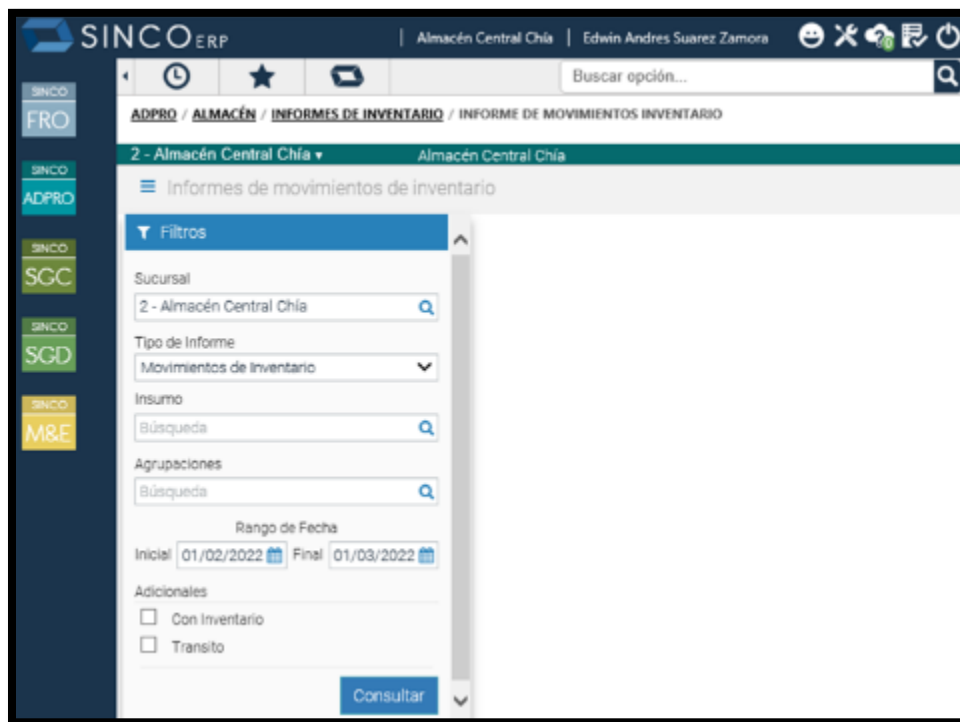 SINCO ERP | Almacén Central Chía | Edwin Andres Suarez Zamora
Buscar opción...
ADPRO / ALMACÉN / INFORMES DE INVENTARIO / INFORME DE MOVIMIENTOS INVENTARIO
2 - Almacén Central Chía Almacén Central Chía
Informes de movimientos de inventario
SINCO
FRO
SINCO
ADPRO
SINCO
SGC
SINCO
SGD
SINCO
M&E
Filtros
Sucursal
2 - Almacén Central Chía
Tipo de Informe
Movimientos de Inventario
Insumo
Búsqueda
Agrupaciones
Búsqueda
Rango de Fecha
Inicial 01/02/2022 Final 01/03/2022
Adicionales
Con Inventario
Transito
Consultar